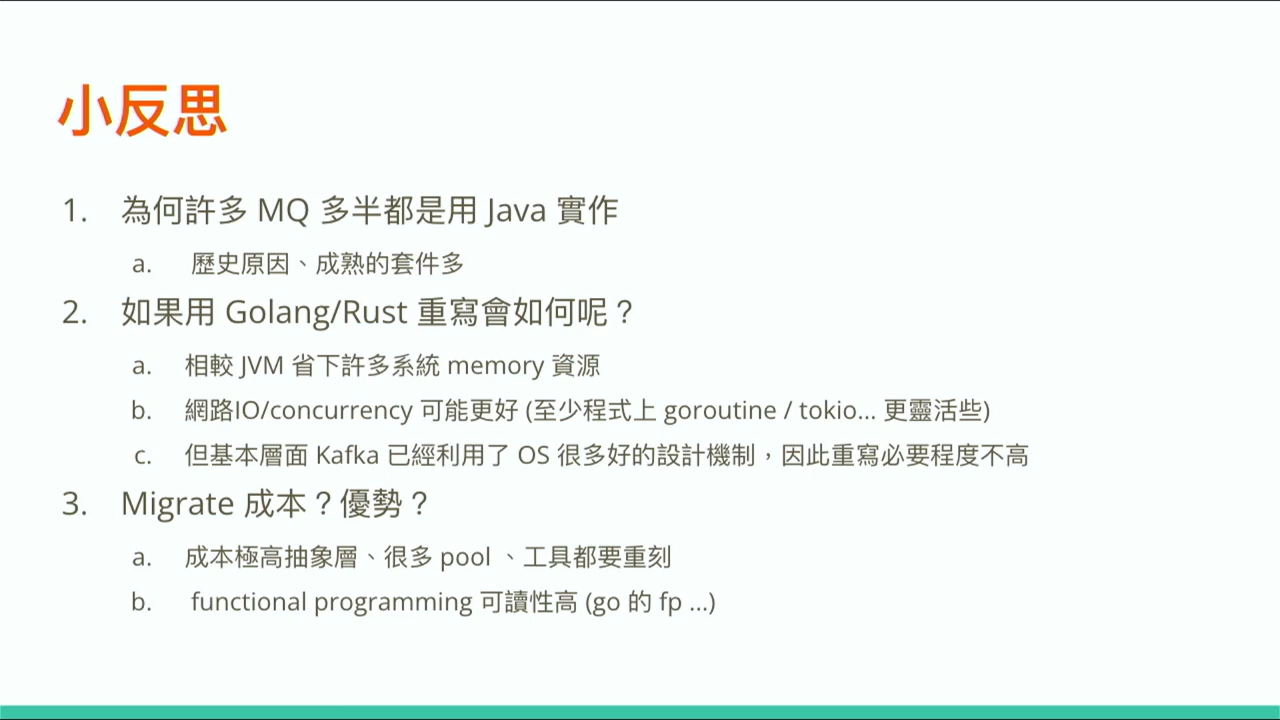 小反思
1. 為何許多 MQ 多半都是用 Java 實作
a. 歷史原因、成熟的套件多
2. 如果用 Golang/Rust 重寫會如何呢？
a. 相較 JVM 省下許多系統 memory 資源
b. 網路IO/concurrency 可能更好 (至少程式上 goroutine / tokio... 更靈活些)
c. 但基本層面 Kafka 已經利用了 OS 很多好的設計機制，因此重寫必要程度不高
3. Migrate 成本？優勢？
a. 成本極高抽象層、很多 pool 、工具都要重刻
b. functional programming 可讀性高 (go 的 fp ...)